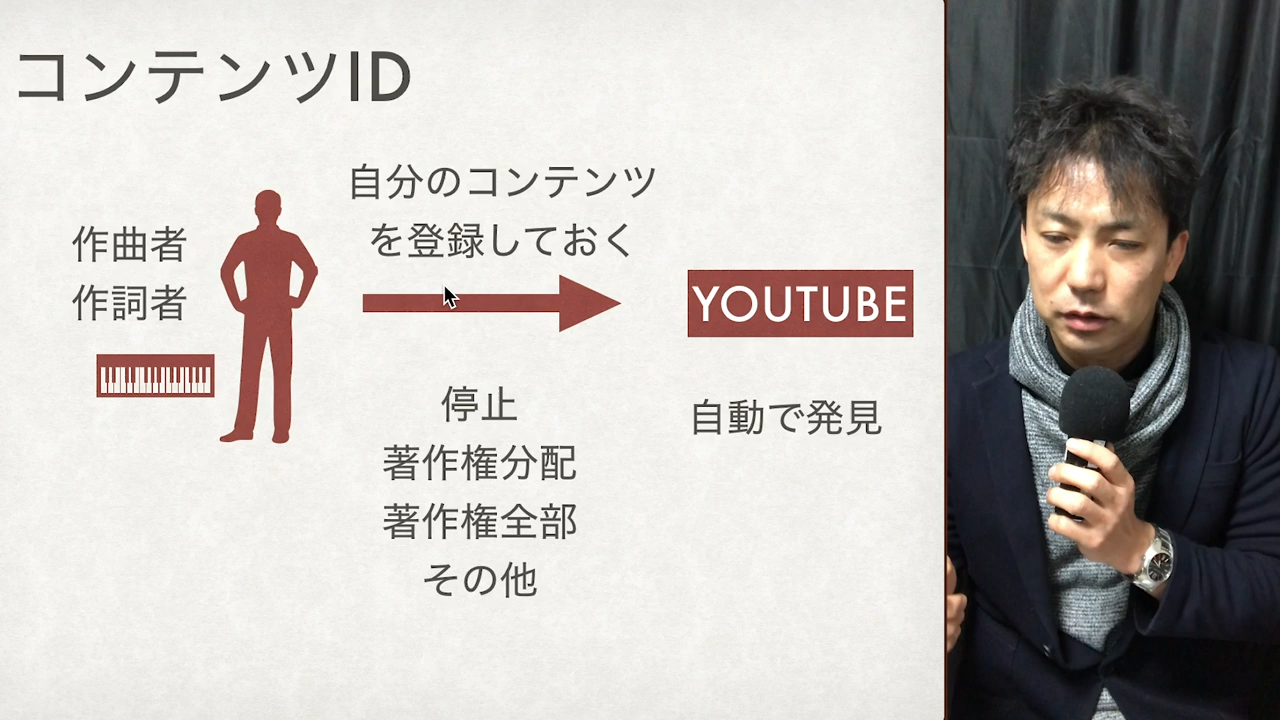 コンテンツID
自分のコンテンツ
を登録しておく
作曲者
作詞者
YOUTUBE
停止
著作権分配
著作権全部
その他
自動で発見